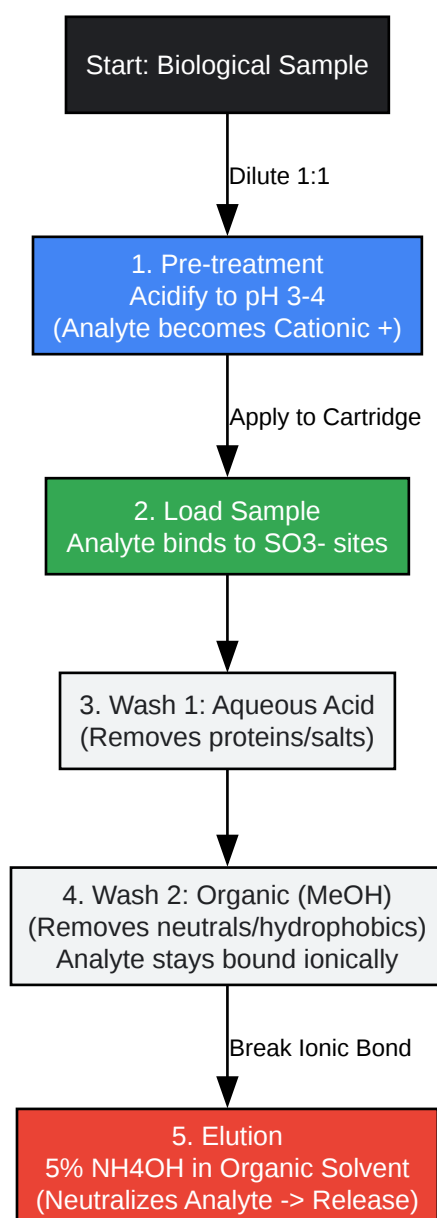 Start: Biological Sample
Dilute 1:1
1. Pre-treatment
Acidify to pH 3-4
(Analyte becomes Cationic +)
Apply to Cartridge
2. Load Sample
Analyte binds to SO3- sites
3. Wash 1: Aqueous Acid
(Removes proteins/salts)
4. Wash 2: Organic (MeOH)
(Removes neutrals/hydrophobics)
Analyte stays bound ionically
Break Ionic Bond
5. Elution
5% NH4OH in Organic Solvent
(Neutralizes Analyte -> Release)